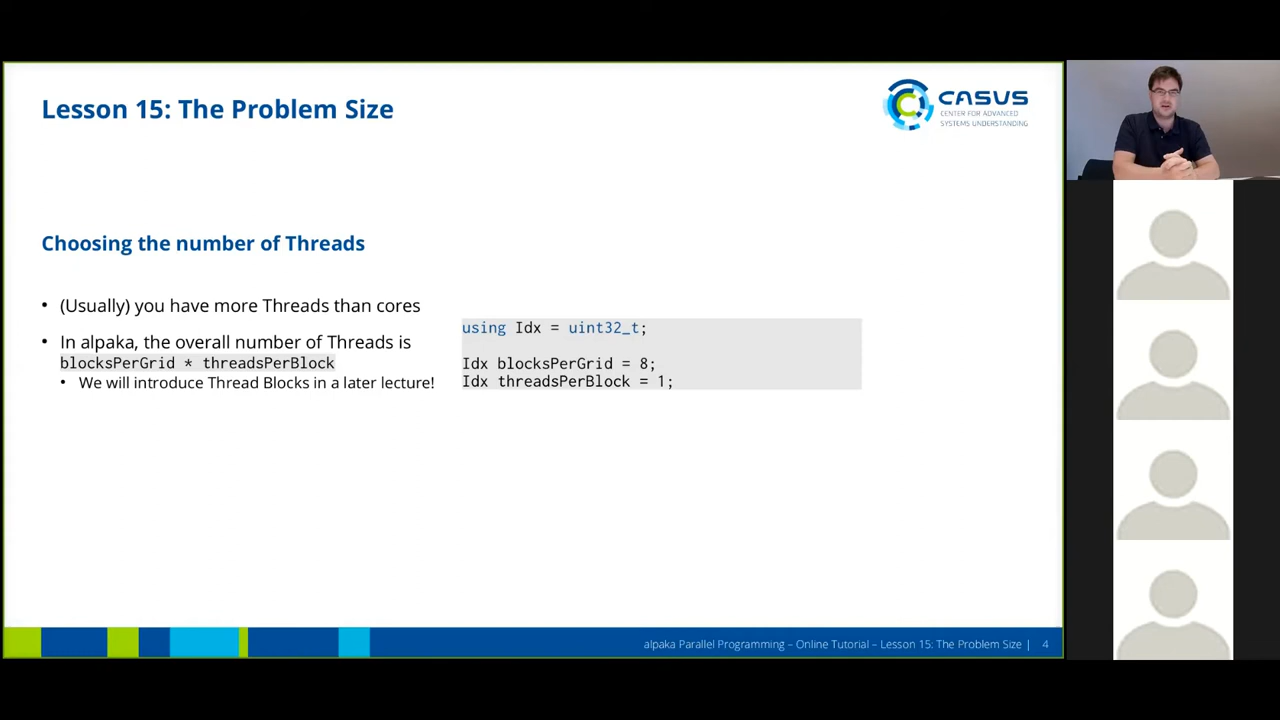 Lesson 15: The Problem Size
CASUS
CENTER FOR ADVANCED
SYSTEMS UNDERSTANDING
Choosing the number of Threads
• (Usually) you have more Threads than cores
• In alpaka, the overall number of Threads is
blocksPerGrid * threadsPerBlock
• We will introduce Thread Blocks in a later lecture!
using Idx = uint32_t;
Idx blocksPerGrid = 8;
Idx threadsPerBlock = 1;
alpaka Parallel Programming – Online Tutorial – Lesson 15: The Problem Size | 4